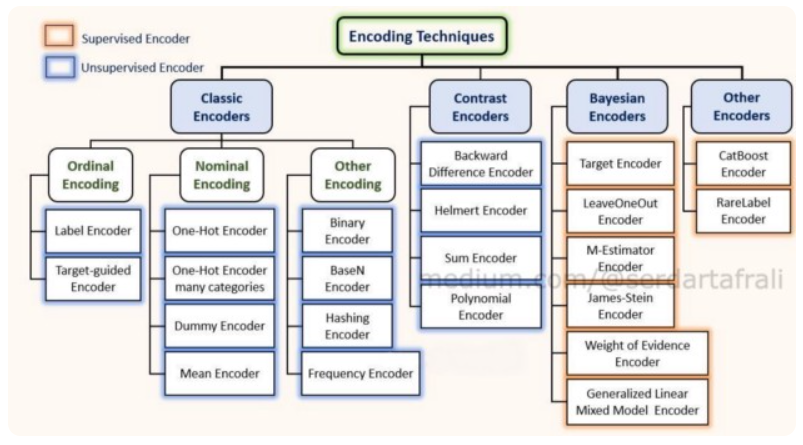 Supervised Encoder
Unsupervised Encoder
Encoding Techniques
Classic
Encoders
Contrast
Encoders
Bayesian
Encoders
Other
Encoders
Ordinal
Encoding
Nominal
Encoding
Other
Encoding
Label Encoder
Target-guided
Encoder
One-Hot Encoder
One-Hot Encoder
many categories
Dummy Encoder
Mean Encoder
Binary
Encoder
BaseN
Encoder
Hashing
Encoder
Frequency Encoder
Backward
Difference Encoder
Helmert Encoder
Sum Encoder
Polynomial
Encoder
Target Encoder
LeaveOneOut
Encoder
M-Estimator
Encoder
James-Stein
Encoder
Weight of Evidence
Encoder
Generalized Linear
Mixed Model Encoder
CatBoost
Encoder
RareLabel
Encoder
medium.com/@serdartafrali